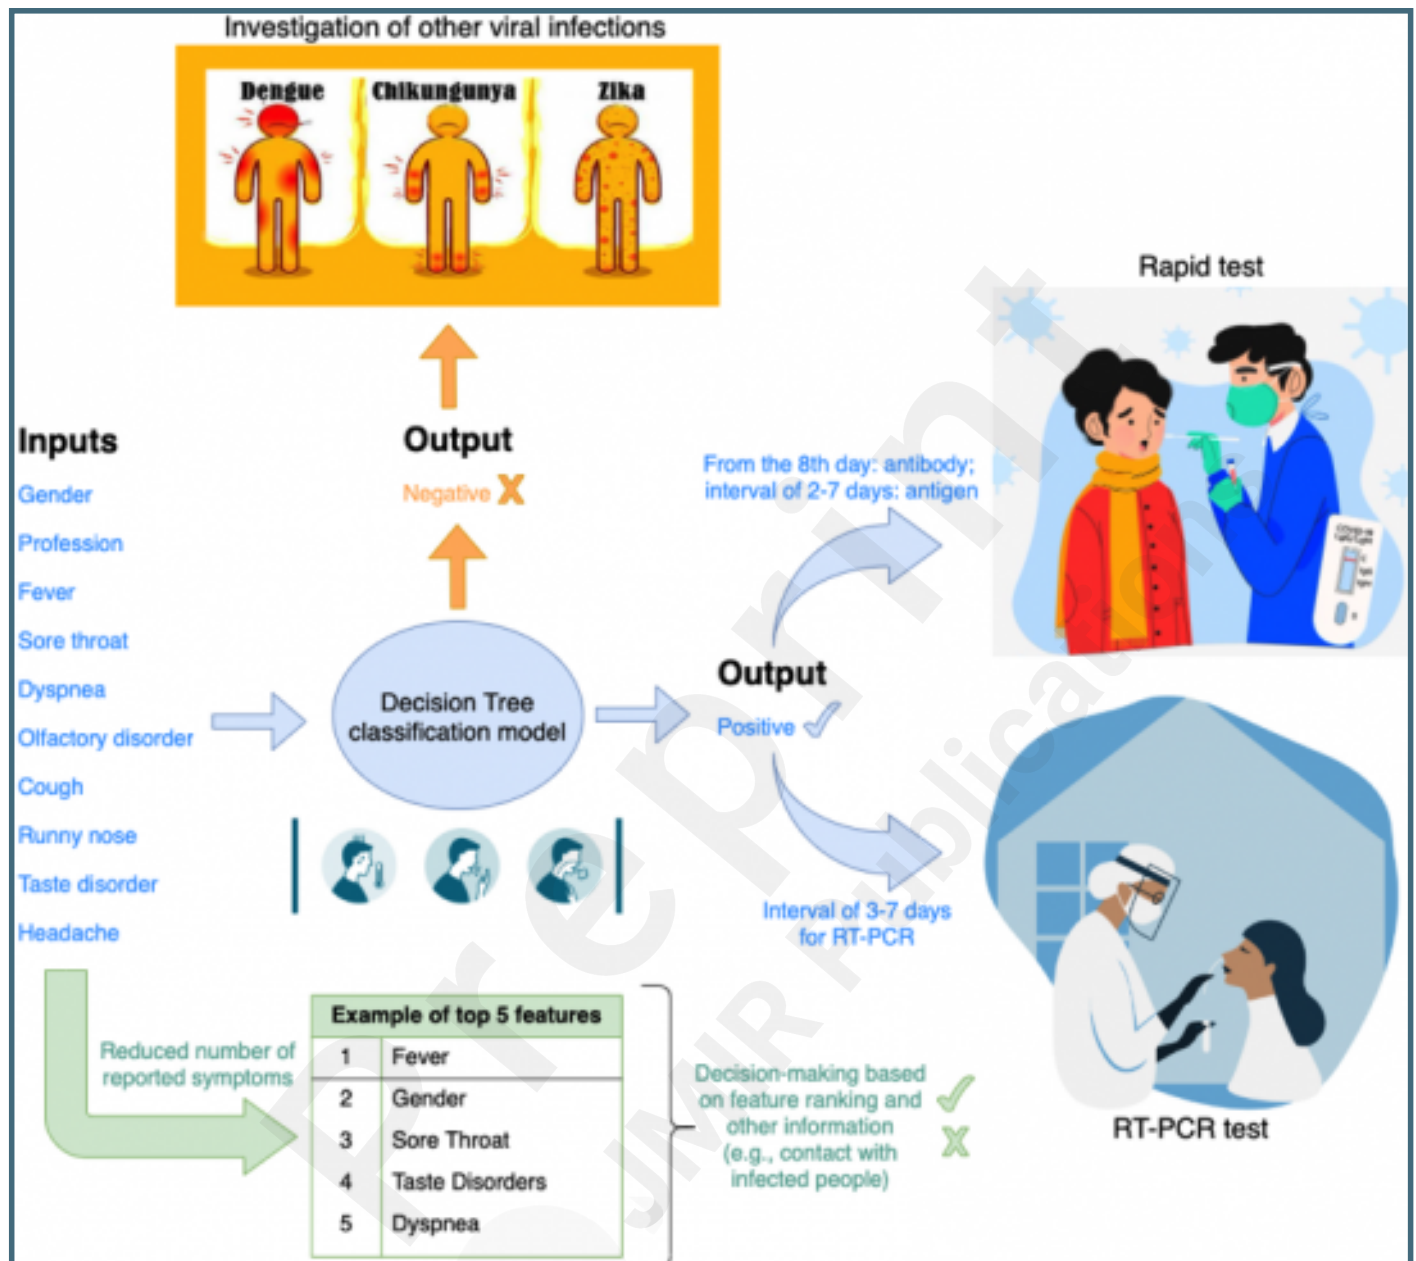 Investigation of other viral infections
Dengue
Chikungunya
Zika
Rapid test
Inputs
Gender
Profession
Fever
Sore throat
Dyspnea
Olfactory disorder
Cough
Runny nose
Taste disorder
Headache
Output
Negative X
Decision Tree
classification model
From the 8th day: antibody;
interval of 2-7 days: antigen
Output
Positive
Interval of 3-7 days
for RT-PCR
RT-PCR test
Reduced number of
reported symptoms
Example of top 5 features
1 Fever
2 Gender
3 Sore Throat
4 Taste Disorders
5 Dyspnea
Decision-making based
on feature ranking and
other information
(e.g., contact with
infected people)
Preprint
JMIR Publications